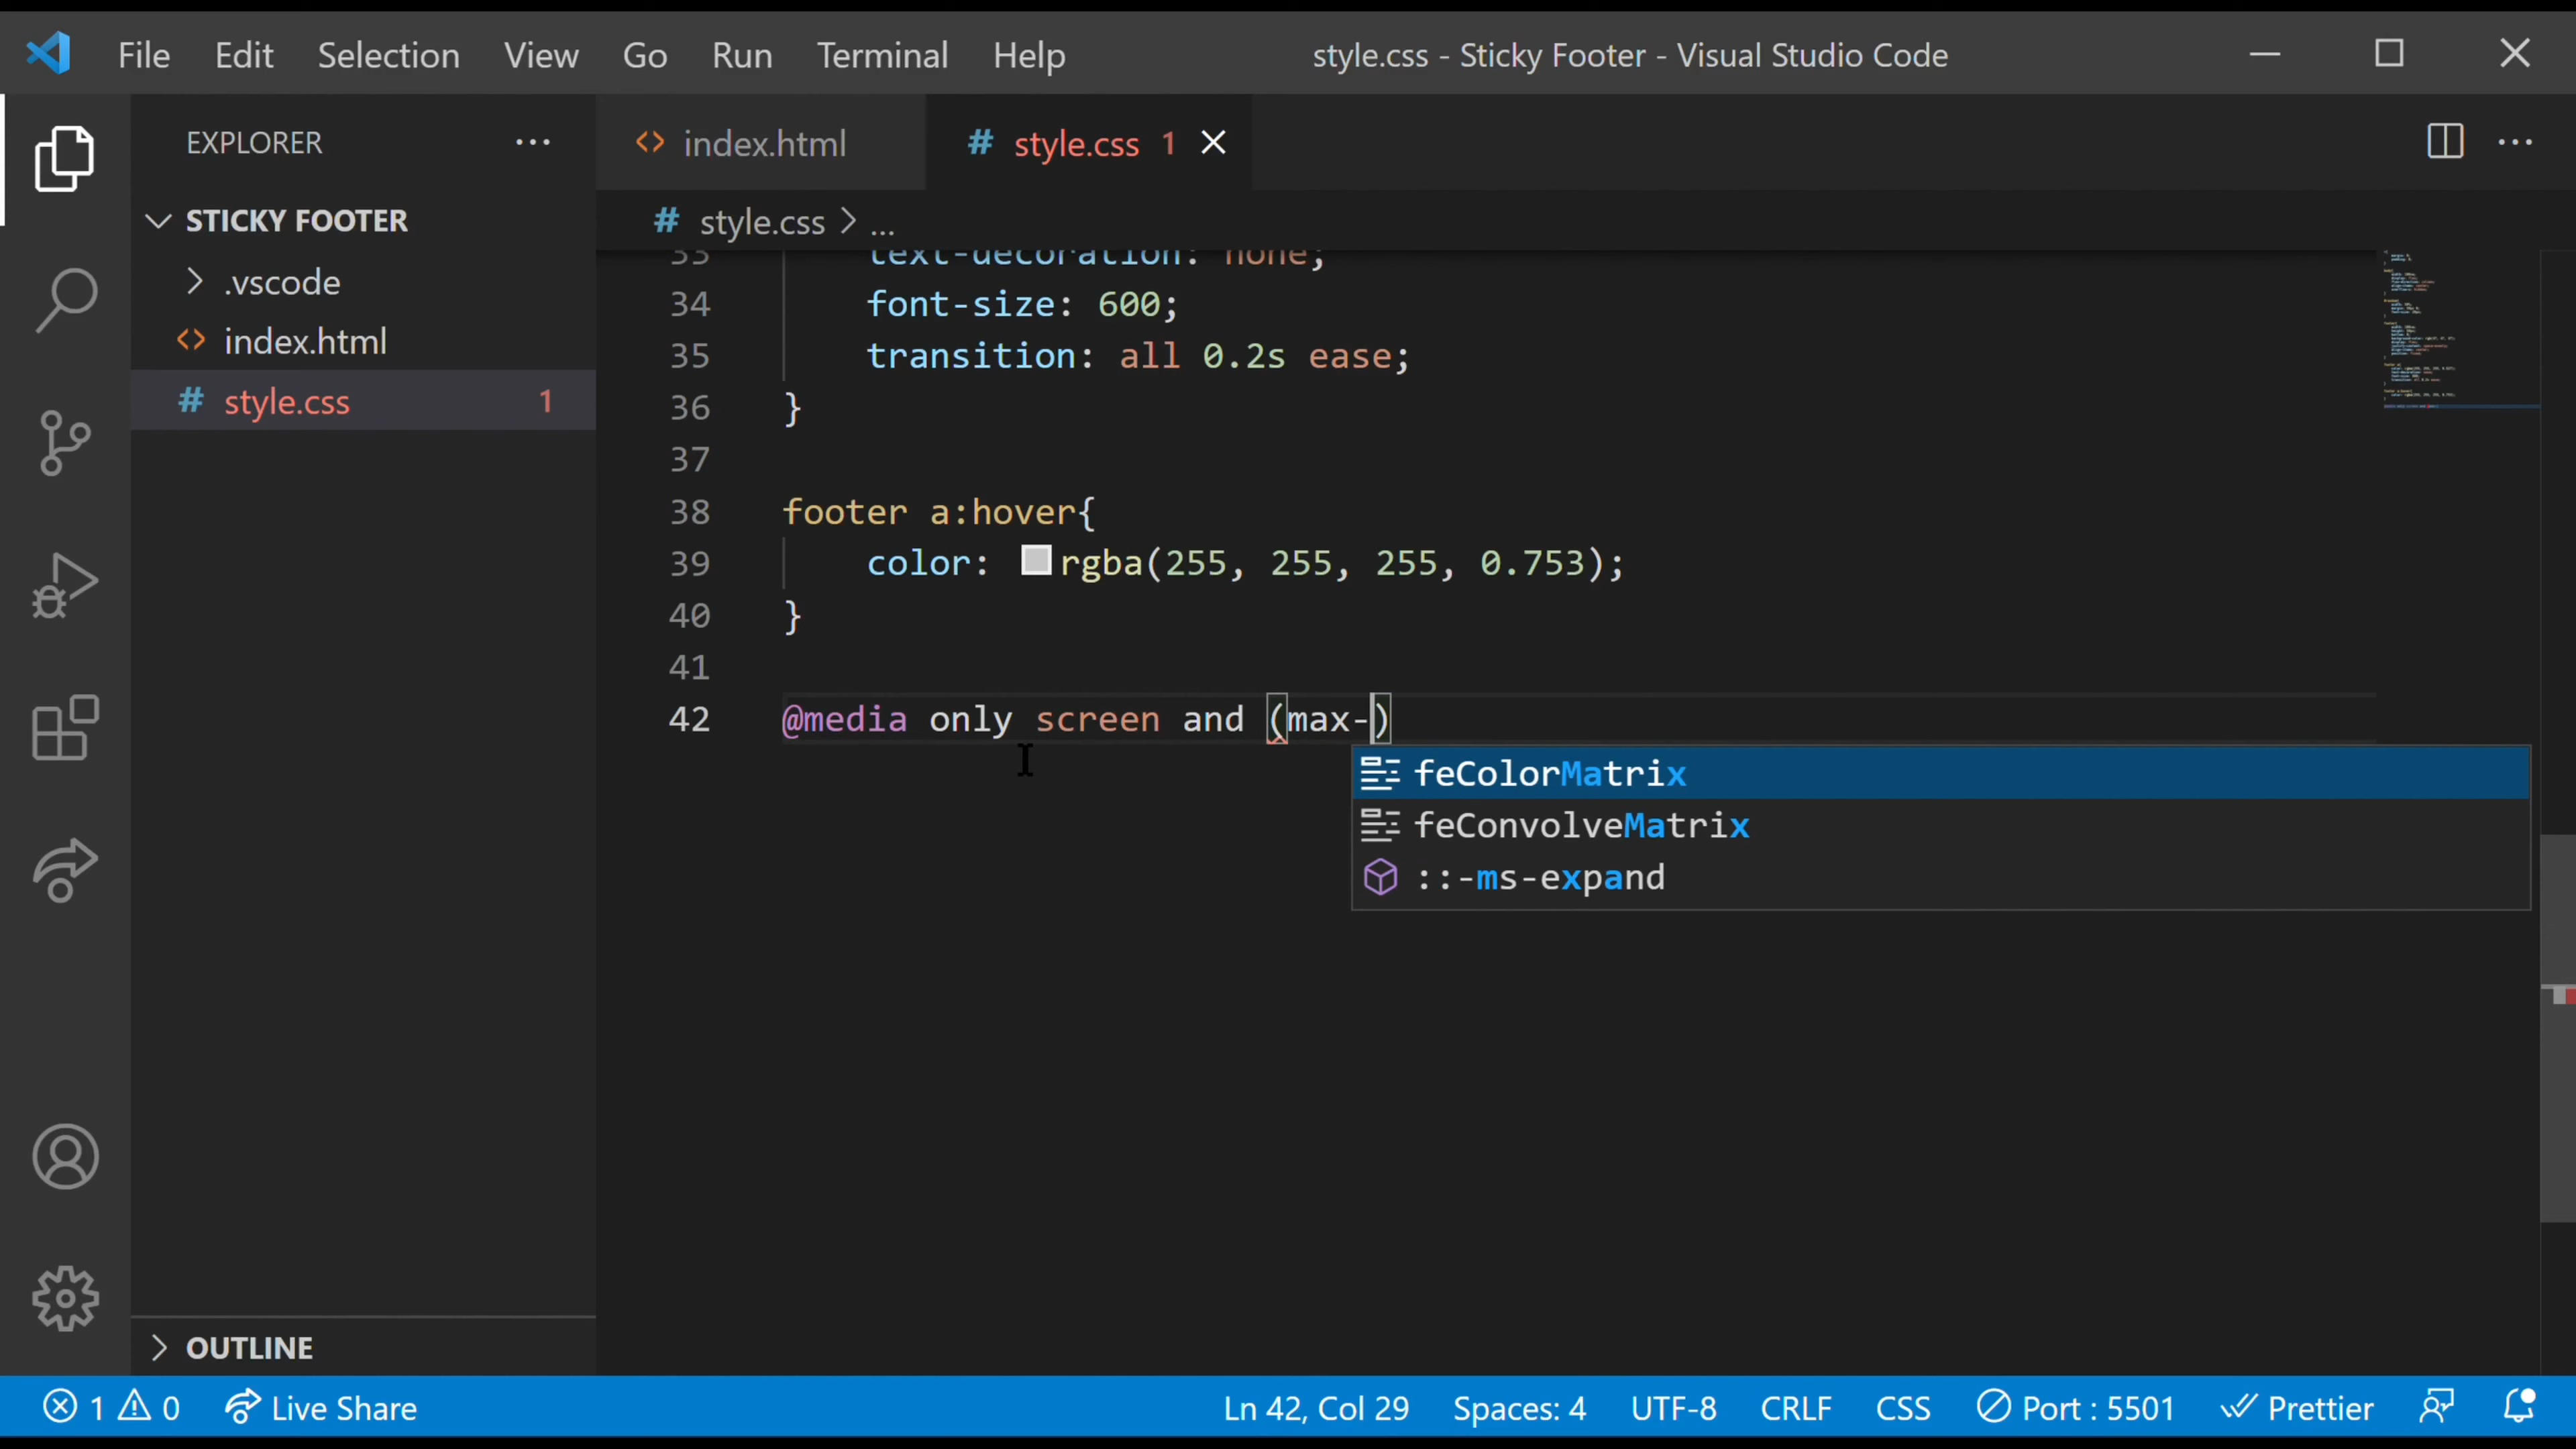 File Edit Selection View Go Run Terminal Help style.css - Sticky Footer - Visual Studio Code
EXPLORER
STICKY FOOTER
.vscode
index.html
style.css 1
OUTLINE
index.html
style.css 1
style.css > ...
33 text-decoration: none;
34 font-size: 600;
35 transition: all 0.2s ease;
36 }
37
38 footer a:hover{
39 color: rgba(255, 255, 255, 0.753);
40 }
41
42 @media only screen and (max-)
feColorMatrix
feConvolveMatrix
::-ms-expand
1 0 Live Share Ln 42, Col 29 Spaces: 4 UTF-8 CRLF CSS Port : 5501 Prettier